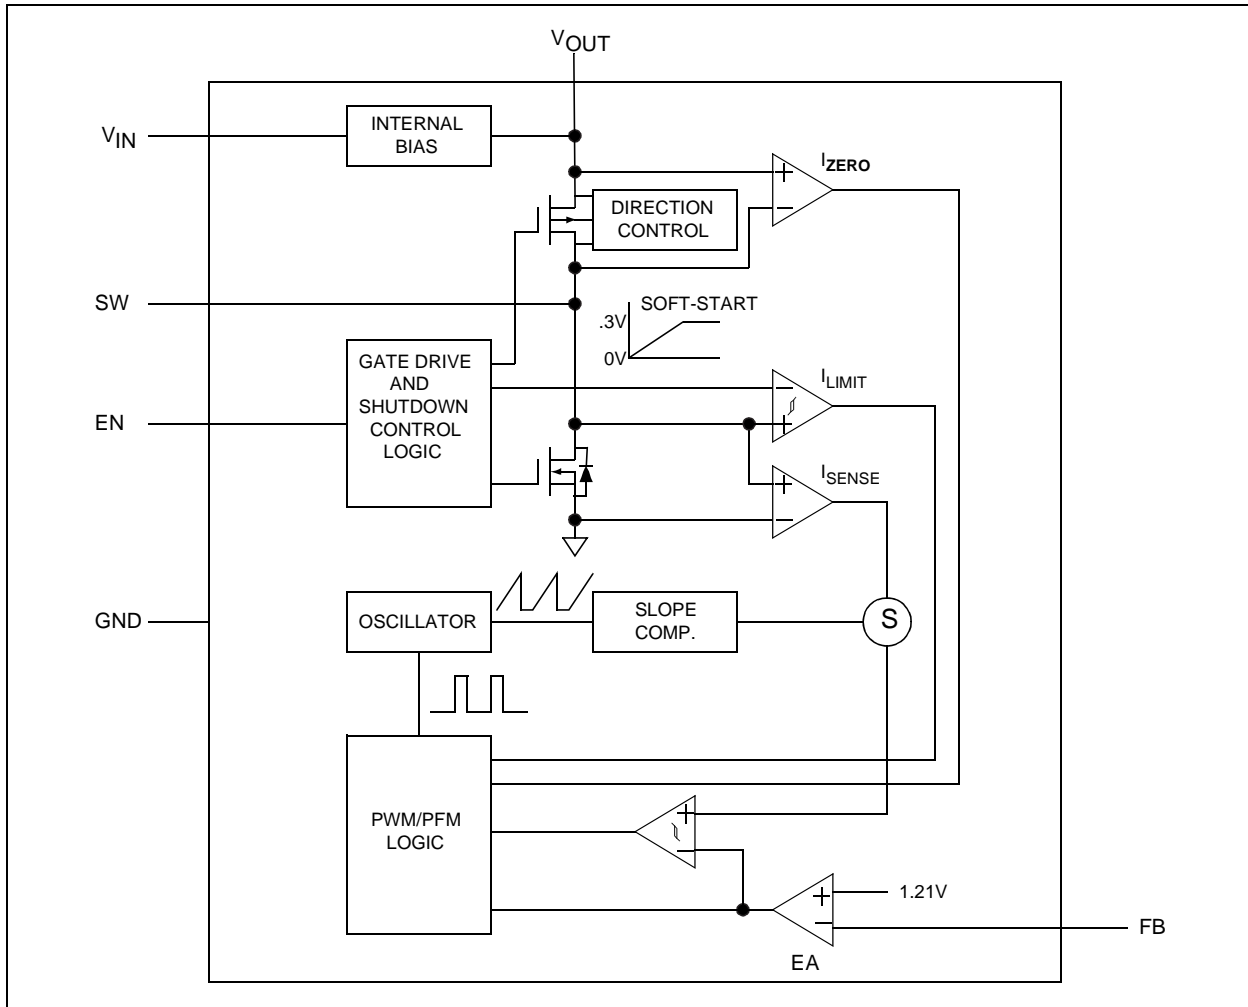 VOUT
VIN
INTERNAL
BIAS
IZERO
+
−
DIRECTION
CONTROL
SW
SOFT-START
.3V
0V
GATE DRIVE
AND
SHUTDOWN
CONTROL
LOGIC
ILIMIT
−
+
EN
ISENSE
+
−
GND
OSCILLATOR
SLOPE
COMP.
S
PWM/PFM
LOGIC
+
−
+
−
1.21V
FB
EA